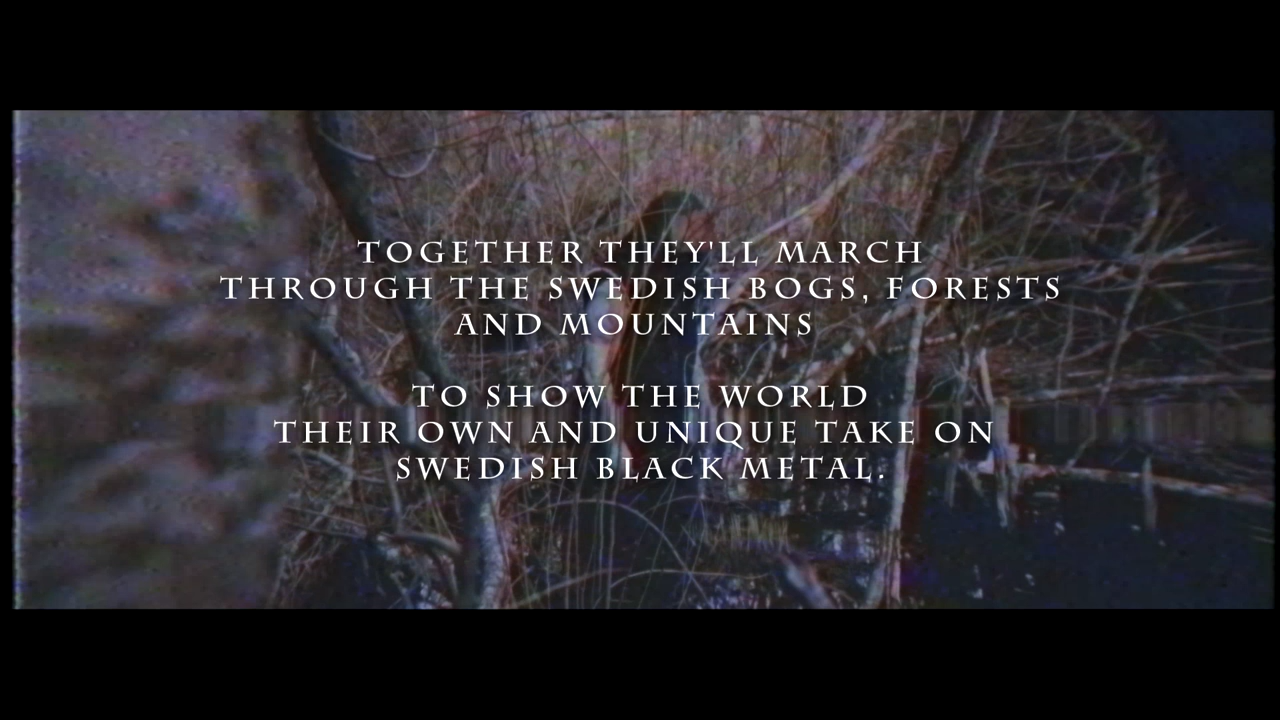 TOGETHER THEY'LL MARCH
THROUGH THE SWEDISH BOGS, FORESTS
AND MOUNTAINS
TO SHOW THE WORLD
THEIR OWN AND UNIQUE TAKE ON
SWEDISH BLACK METAL.